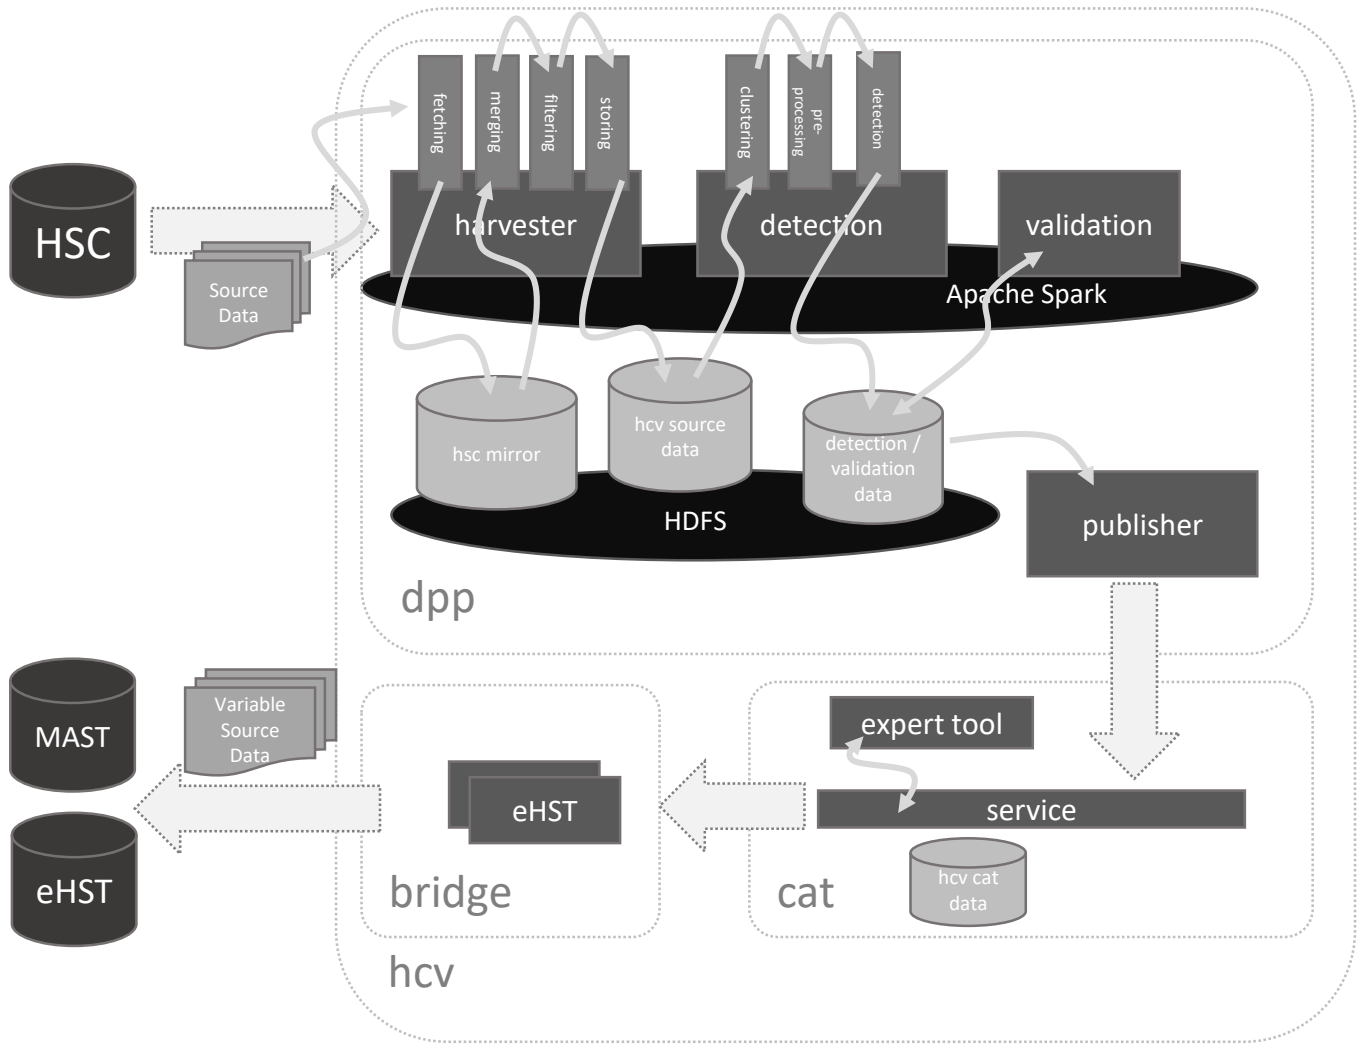 fetching
merging
filtering
storing
clustering
pre-
processing
detection
HSC
harvester
detection
validation
Source
Data
Apache Spark
hsc mirror
hcv source
data
detection /
validation
data
HDFS
publisher
dpp
MAST
Variable
Source
Data
expert tool
eHST
service
eHST
bridge
cat
hcv cat
data
hcv